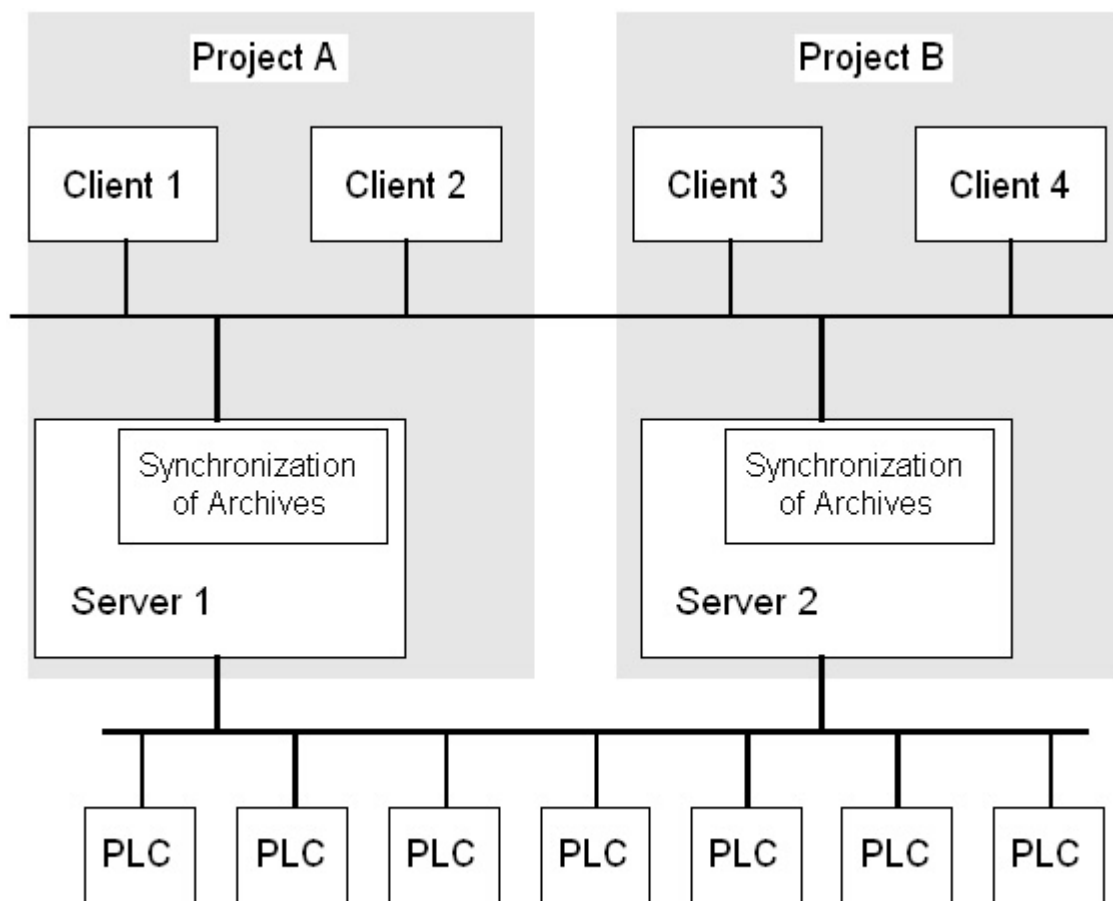 Project A
Project B
Client 1
Client 2
Client 3
Client 4
Synchronization
of Archives
Server 1
Synchronization
of Archives
Server 2
PLC
PLC
PLC
PLC
PLC
PLC
PLC